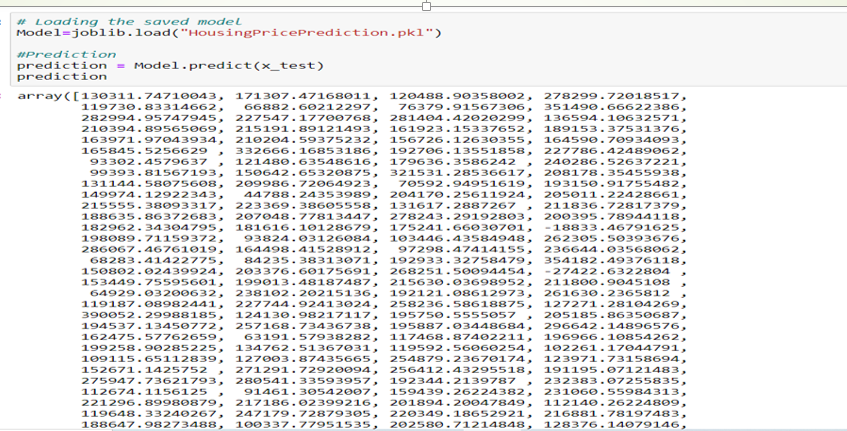 # Loading the saved model
Model=joblib.load("HousingPricePrediction.pkl")
#Prediction
prediction = Model.predict(x_test)
prediction
array([130311.74710043, 171307.47168011, 120488.90358002, 278299.72018517,
119730.83314662, 66882.60212297, 76379.91567306, 351490.66622386,
282994.95747945, 227547.17700768, 281404.42020299, 136594.10632571,
210394.89565069, 215191.89121493, 161923.15337652, 189153.37531376,
163971.97043934, 210204.59375232, 156726.12630355, 164590.70934093,
165845.5256629 , 332666.16853186, 192706.13551858, 227786.42489062,
93302.4579637 , 121480.63548616, 179636.3586242 , 240286.52637221,
99393.81567193, 150642.65320875, 321531.28536617, 208178.35455938,
131144.58075608, 209986.72064923, 70592.94951619, 193150.91755482,
149974.12922343, 44788.24353989, 204170.25611924, 205011.22428661,
215555.38093317, 223369.38605558, 131617.2887267 , 211836.72817379,
188635.86372683, 207048.77813447, 278243.29192803, 200395.78944118,
182962.34304795, 181616.10128679, 175241.66030701, -18833.46791625,
198089.71159372, 93824.03126084, 103446.43584948, 262305.50393676,
286067.46761019, 164498.41528912, 97298.47414155, 236644.03568062,
68283.41422775, 84235.38313071, 192933.32758479, 354182.49376118,
150802.02439924, 203376.60175691, 268251.50094454, -27422.6322804 ,
153449.75595601, 199013.48187487, 215630.03698952, 211800.9045108 ,
64929.03200632, 238102.20215136, 192121.08612973, 261630.2365812 ,
119187.08982441, 227744.92413024, 258236.58618875, 127271.28104269,
390052.29988185, 124130.98217117, 195750.5555057 , 205185.86350687,
194537.13450772, 257168.73436738, 195887.03448684, 296642.14896576,
162475.57762659, 63191.57938282, 117468.87402211, 196966.10854262,
199258.90285225, 134762.51367031, 119592.56060254, 102261.17044791,
109115.65112839, 127003.87435665, 254879.23670174, 123971.73158694,
152671.1425752 , 271291.72920094, 256412.43295518, 191195.07121483,
275947.73621793, 280541.33593957, 192344.2139787 , 232383.07255835,
112674.1156125 , 91461.30542007, 159439.26224382, 231060.55984313,
221296.89980879, 217186.02399216, 201894.20047849, 112140.26224809,
119648.33240267, 247179.72879305, 220349.18652921, 216881.78197483,
188647.98273488, 100337.77951535, 202580.71214848, 128376.14079146,